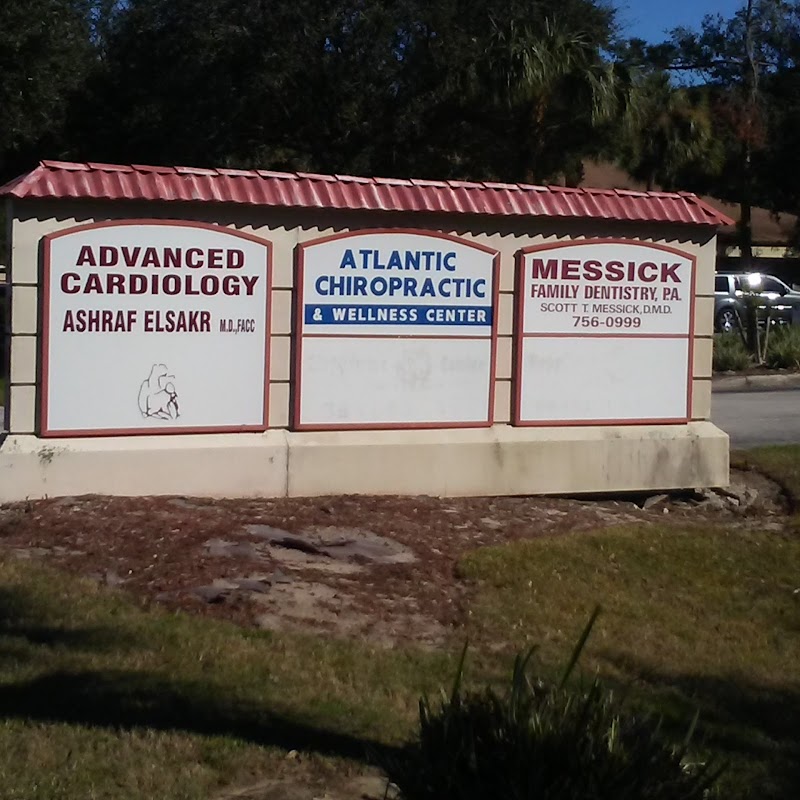 ADVANCED
CARDIOLOGY
ASHRAF ELSAKR M.D.,FACC
ATLANTIC
CHIROPRACTIC
& WELLNESS CENTER
MESSICK
FAMILY DENTISTRY, P.A.
SCOTT T. MESSICK, D.M.D.
756-0999